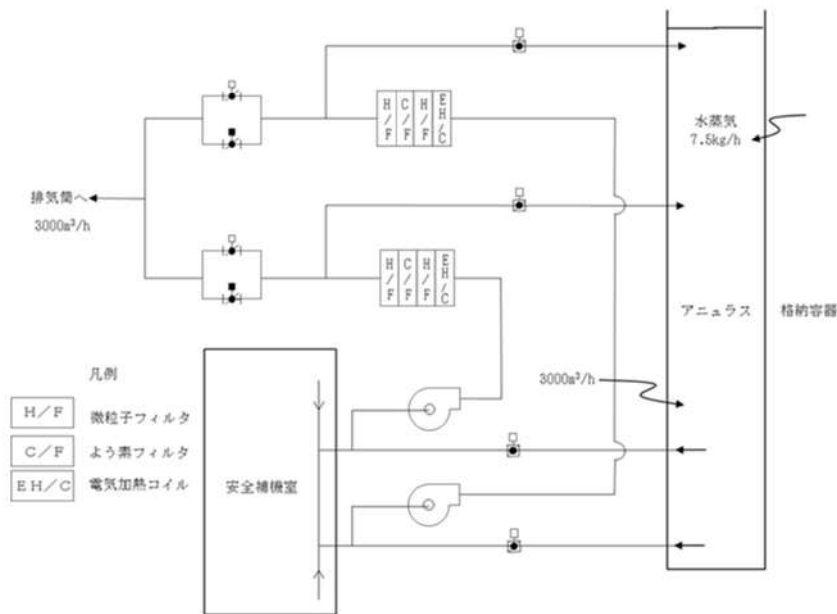 H/F
C/F
H/F
EH/C
水蒸気
7.5kg/h
排気筒へ
3000m³/h
H/F
C/F
H/F
EH/C
アニュラス
格納容器
3000m³/h
凡例
H/F 微粒子フィルタ
C/F よう素フィルタ
EH/C 電気加熱コイル
安全補機室